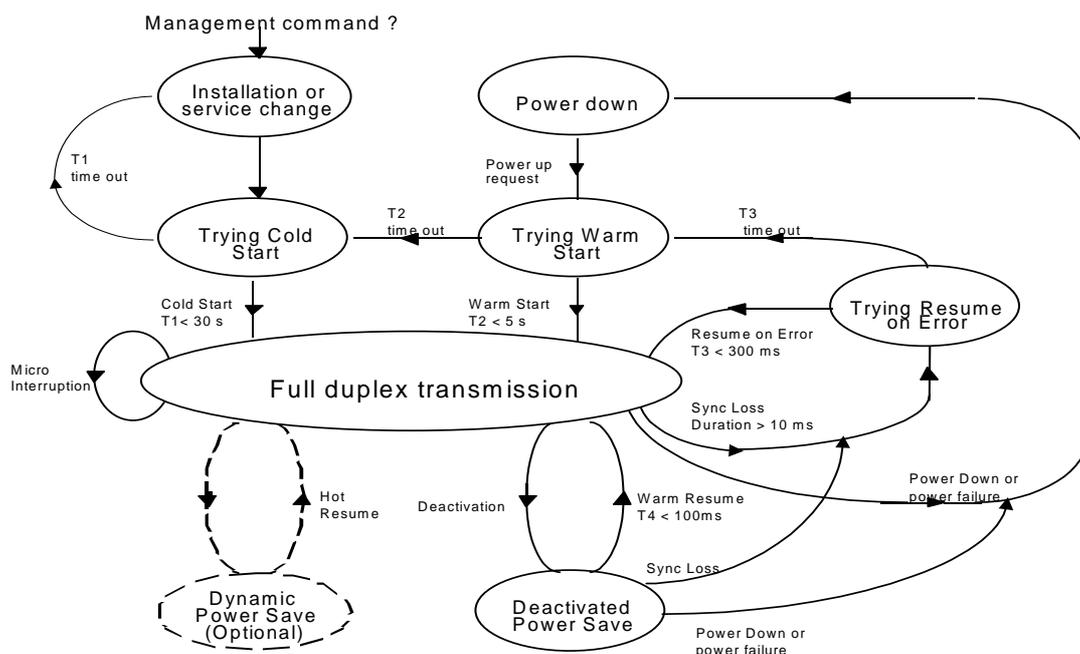 Management command ?
Installation or
service change
Power down
T1
time out
Power up
request
T2
time out
T3
time out
Trying Cold
Start
Trying Warm
Start
Trying Resume
on Error
Cold Start
T1< 30 s
Warm Start
T2 < 5 s
Resume on Error
T3 < 300 ms
Micro
Interruption
Full duplex transmission
Sync Loss
Duration > 10 ms
Power Down or
power failure
Hot
Resume
Deactivation
Warm Resume
T4 < 100ms
Sync Loss
Dynamic
Power Save
(Optional)
Deactivated
Power Save
Power Down or
power failure